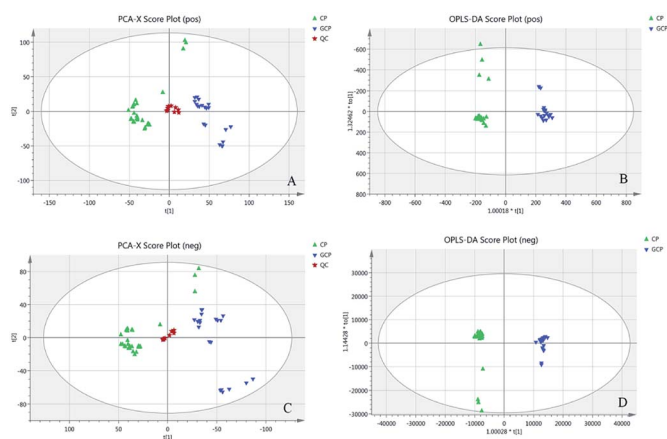 PCA-X Score Plot (pos)
CP
GCP
QC
t[2]
100
50
0
-50
-100
-150
-100
-50
0
50
100
150
t[1]
A
OPLS-DA Score Plot (pos)
CP
GCP
1.32462 * to[1]
-600
-400
-200
0
200
400
600
800
-800
-600
-400
-200
0
200
400
600
800
1.00018 * t[1]
B
PCA-X Score Plot (neg)
CP
GCP
QC
t[2]
80
40
0
-40
-80
100
50
0
-50
-100
t[1]
C
OPLS-DA Score Plot (neg)
CP
GCP
1.14428 * to[1]
30000
20000
10000
0
-10000
-20000
-30000
-40000
-30000
-20000
-10000
0
10000
20000
30000
40000
1.00028 * t[1]
D